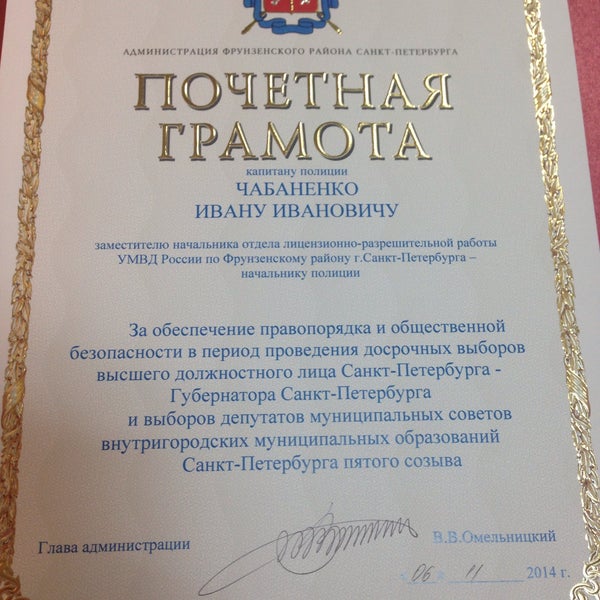 АДМИНИСТРАЦИЯ ФРУНЗЕНСКОГО РАЙОНА САНКТ-ПЕТЕРБУРГА
ПОЧЕТНАЯ
ГРАМОТА
капитану полиции
ЧАБАНЕНКО
ИВАНУ ИВАНОВИЧУ
заместителю начальника отдела лицензионно-разрешительной работы
УМВД России по Фрунзенскому району г.Санкт-Петербурга –
начальнику полиции
За обеспечение правопорядка и общественной
безопасности в период проведения досрочных выборов
высшего должностного лица Санкт-Петербурга -
Губернатора Санкт-Петербурга
и выборов депутатов муниципальных советов
внутригородских муниципальных образований
Санкт-Петербурга пятого созыва
Глава администрации
В.В.Омельницкий
06 11 2014 г.